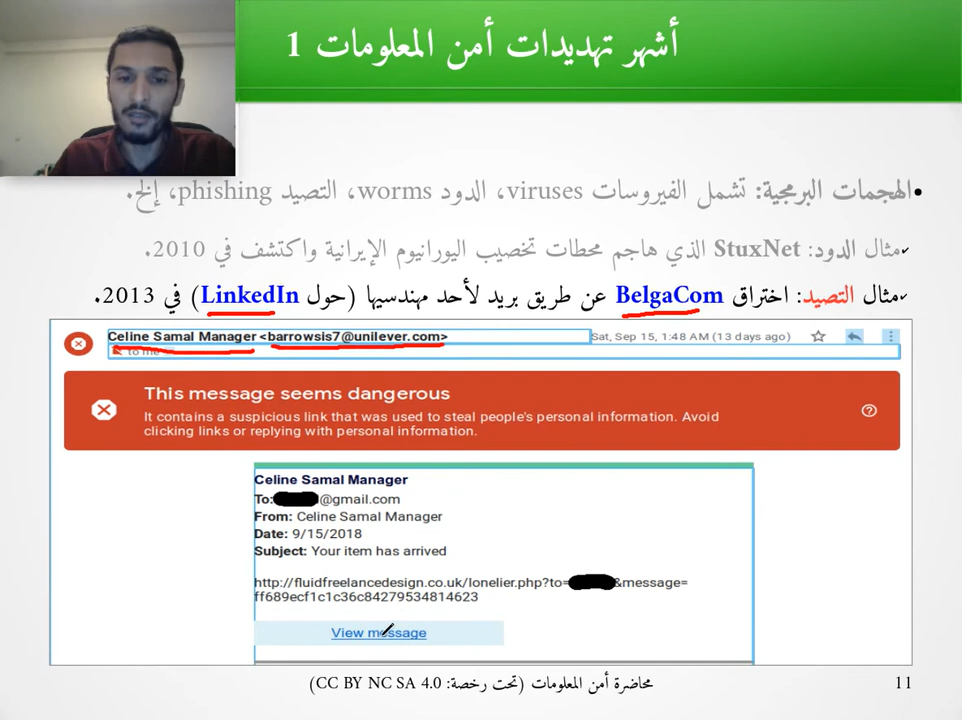 أشهر تهديدات أمن المعلومات 1
•الهجمات البرمجية: تشمل الفيروسات viruses، الدود worms، التصيد phishing، إلخ.
✓مثال الدود: StuxNet الذي هاجم محطات تخصيب اليورانيوم الإيرانية واكتشف في 2010.
✓مثال التصيد: اختراق BelgaCom عن طريق بريد لأحد مهندسيها (حول LinkedIn) في 2013.
Celine Samal Manager <barrowsis7@unilever.com> Sat, Sep 15, 1:48 AM (13 days ago)
to me
This message seems dangerous
It contains a suspicious link that was used to steal people's personal information. Avoid
clicking links or replying with personal information.
Celine Samal Manager
To: @gmail.com
From: Celine Samal Manager
Date: 9/15/2018
Subject: Your item has arrived
http://fluidfreelancedesign.co.uk/lonelier.php?to= &message=
ff689ecf1c1c36c84279534814623
View message
محاضرة أمن المعلومات (تحت رخصة: CC BY NC SA 4.0)
11